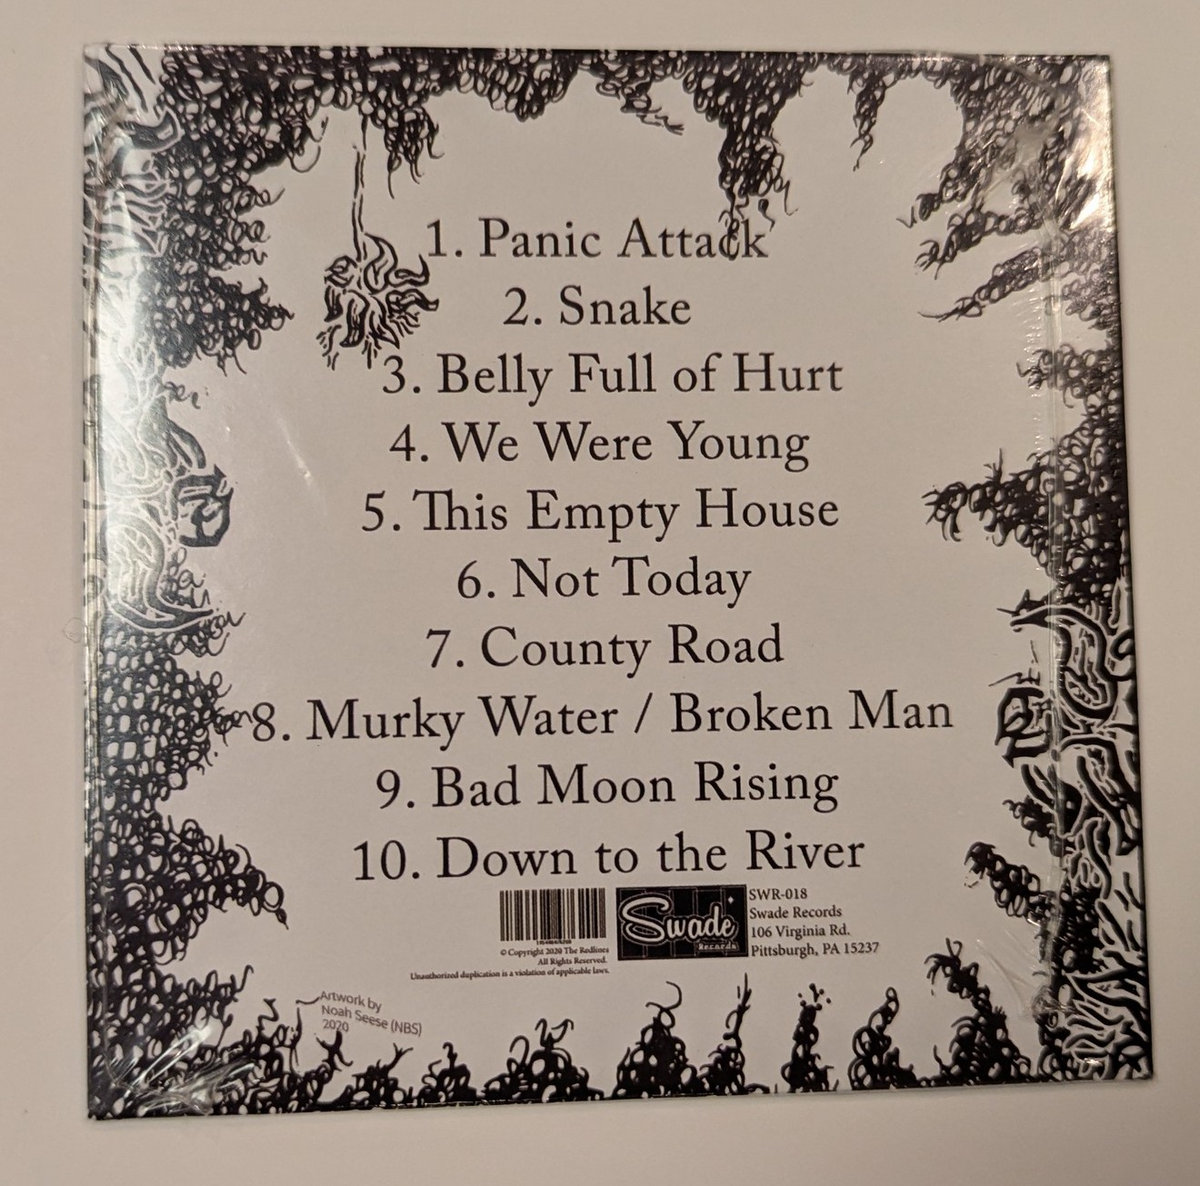 1. Panic Attack
2. Snake
3. Belly Full of Hurt
4. We Were Young
5. This Empty House
6. Not Today
7. County Road
8. Murky Water / Broken Man
9. Bad Moon Rising
10. Down to the River
© Copyright 2020 The Redlines
All Rights Reserved.
Unauthorized duplication is a violation of applicable laws.
Swade
Records
SWR-018
Swade Records
106 Virginia Rd.
Pittsburgh, PA 15237
Artwork by
Noah Seese (NBS)
2020